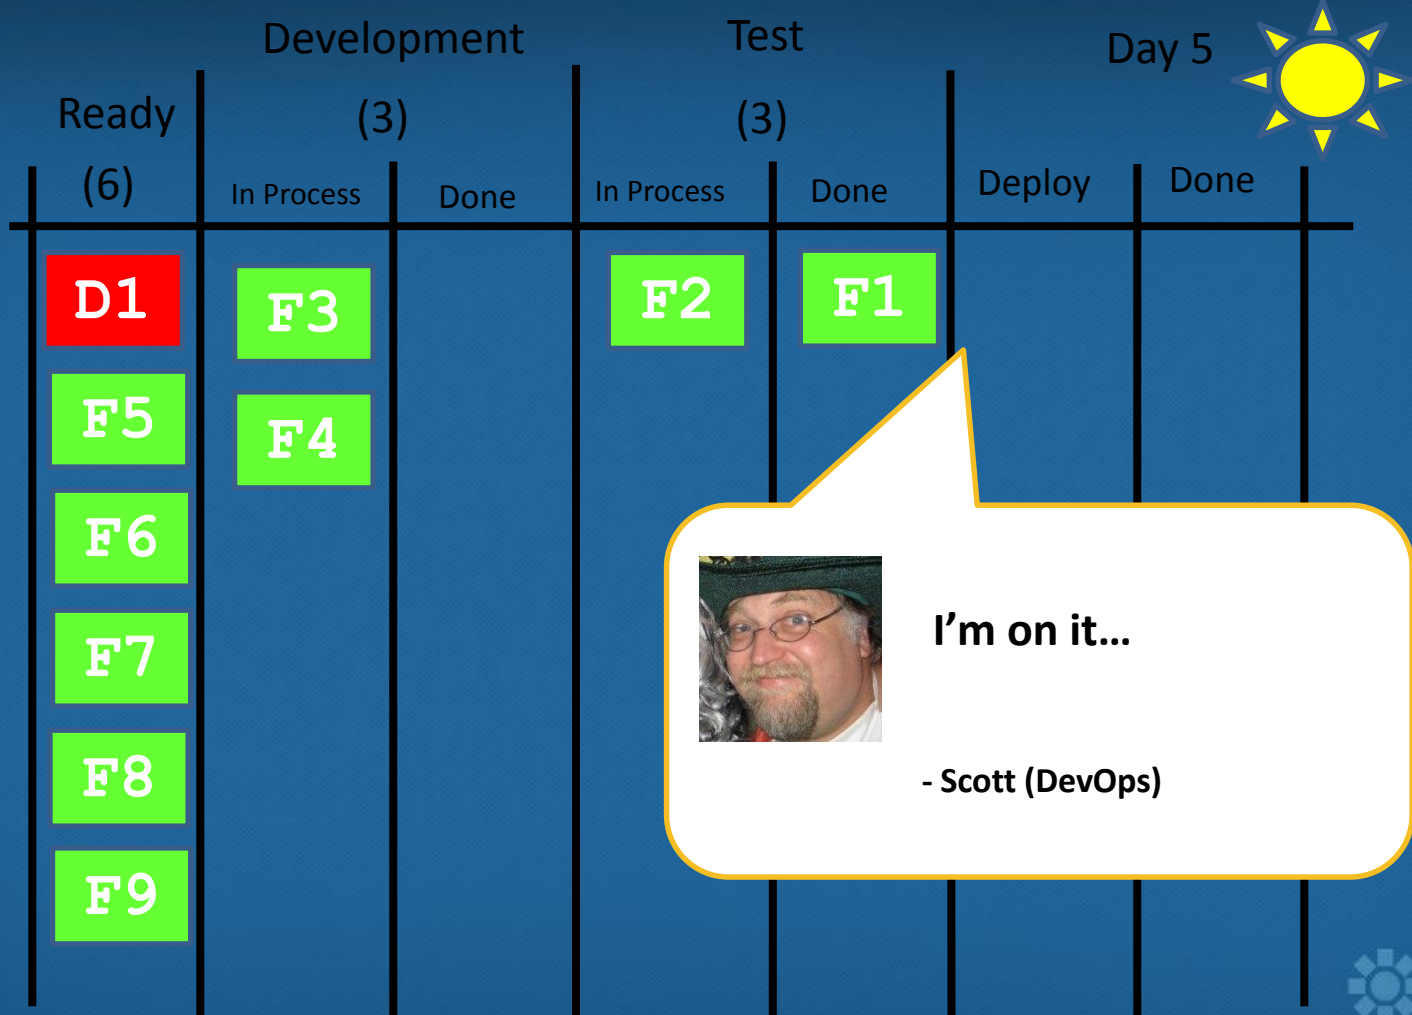 Development
Test
Day 5
Ready
(3)
(3)
(6)
In Process
Done
In Process
Done
Deploy
Done
D1
F3
F2
F1
F5
F4
F6
F7
F8
F9
I'm on it...
- Scott (DevOps)